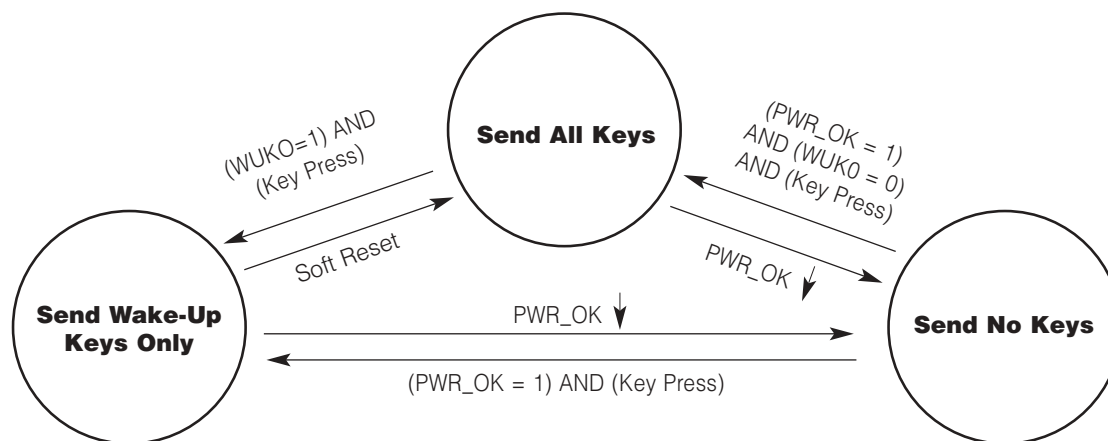 Send All Keys
(WUKO=1) AND
(Key Press)
Soft Reset
(PWR_OK = 1)
AND (WUK0 = 0)
AND (Key Press)
PWR_OK
Send Wake-Up
Keys Only
PWR_OK
(PWR_OK = 1) AND (Key Press)
Send No Keys